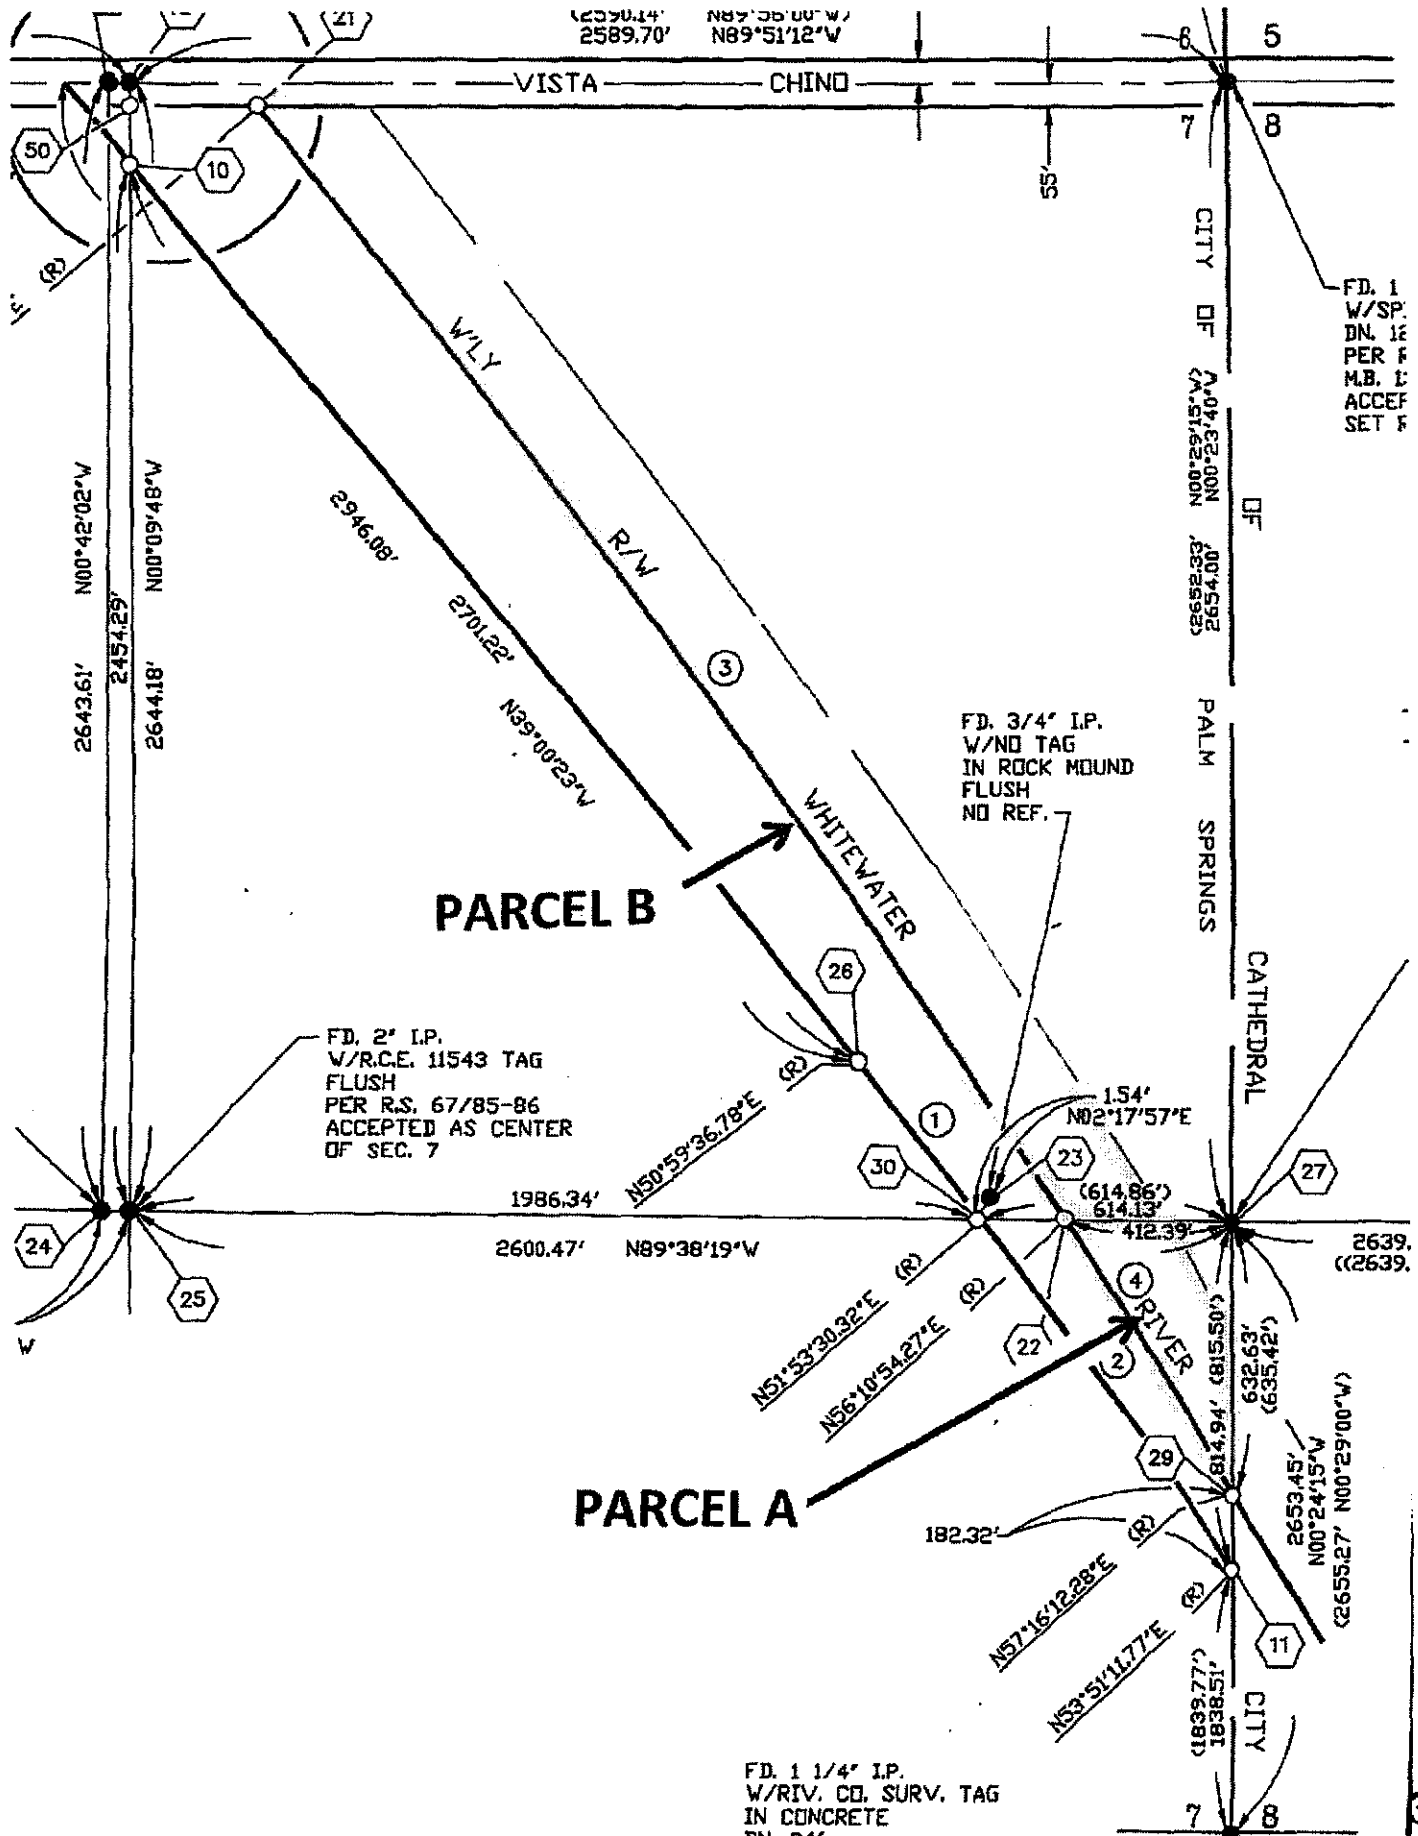 (2590.14' N89°56'00"W)
2589.70' N89°51'12"W
21
VISTA CHINO
6 5
7 8
50
10
55'
(R)
CITY OF PALM SPRINGS
FD. 1
W/SP.
PER
M.B.
ACCEP
SET
W'LY R/W WHITEWATER RIVER
(2652.33' N00°29'15"W)
2654.00' N00°23'40"W
OF
2946.08'
2701.22'
N39°00'23"W
2643.61' N00°42'02"W
2454.29'
2644.18' N00°09'48"W
3
FD. 3/4" I.P.
W/NO TAG
IN ROCK MOUND
FLUSH
NO REF.
PARCEL B
26
CATHEDRAL
FD. 2" I.P.
W/R.C.E. 11543 TAG
FLUSH
PER R.S. 67/85-86
ACCEPTED AS CENTER
OF SEC. 7
N50°59'36.78"E (R)
1
1.54'
N02°17'57"E
30
23
27
1986.34'
(614.86')
614.13'
412.39'
24
2600.47' N89°38'19"W
2639.
((2639.
25
W
N51°53'30.32"E (R)
N56°10'54.27"E (R)
22
4
2
814.94' (815.50')
632.63'
(635.42')
2653.45'
N00°24'15"W
(2655.27' N00°29'00"W)
29
PARCEL A
182.32'
N57°16'12.28"E (R)
N53°51'11.77"E (R)
11
(1839.77')
1838.51'
CITY
FD. 1 1/4" I.P.
W/RIV. CO. SURV. TAG
IN CONCRETE
7 8